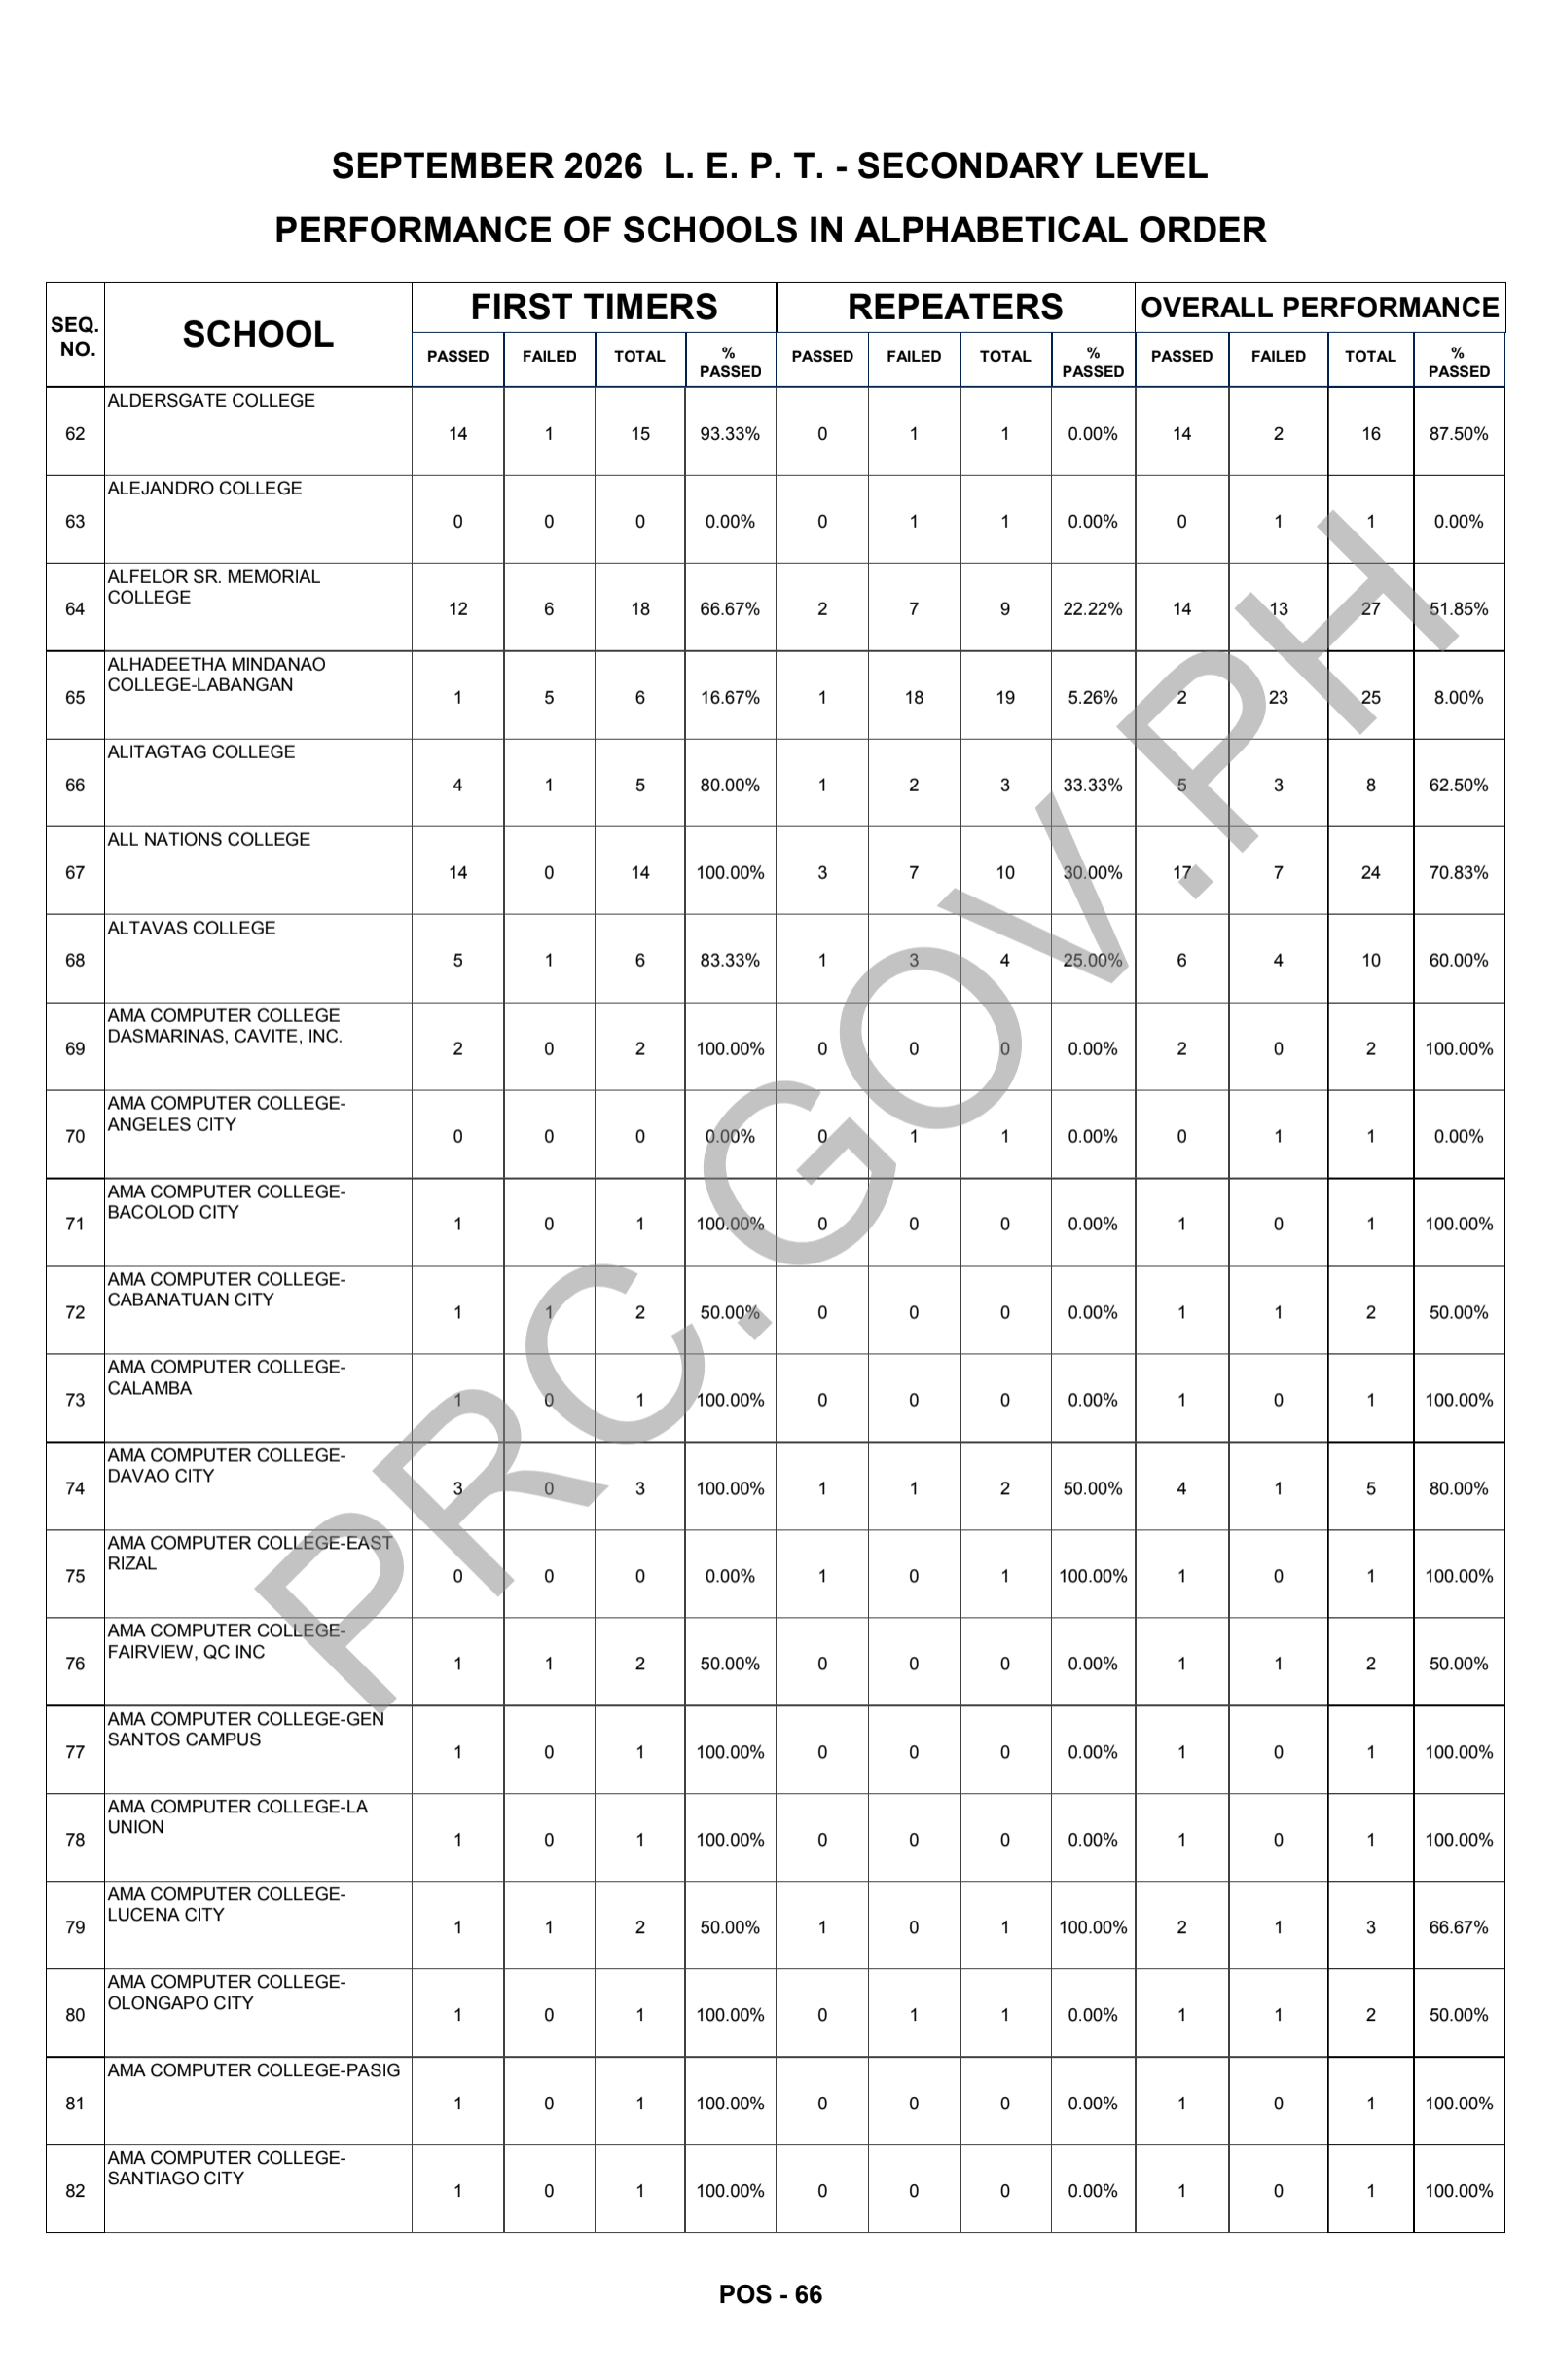 SEPTEMBER 2026 L. E. P. T. - SECONDARY LEVEL
PERFORMANCE OF SCHOOLS IN ALPHABETICAL ORDER
SEQ. NO. SCHOOL FIRST TIMERS REPEATERS OVERALL PERFORMANCE
PASSED FAILED TOTAL % PASSED PASSED FAILED TOTAL % PASSED PASSED FAILED TOTAL % PASSED
62 ALDERSGATE COLLEGE 14 1 15 93.33% 0 1 1 0.00% 14 2 16 87.50%
63 ALEJANDRO COLLEGE 0 0 0 0.00% 0 1 1 0.00% 0 1 1 0.00%
64 ALFELOR SR. MEMORIAL COLLEGE 12 6 18 66.67% 2 7 9 22.22% 14 13 27 51.85%
65 ALHADEETHA MINDANAO COLLEGE-LABANGAN 1 5 6 16.67% 1 18 19 5.26% 2 23 25 8.00%
66 ALITAGTAG COLLEGE 4 1 5 80.00% 1 2 3 33.33% 5 3 8 62.50%
67 ALL NATIONS COLLEGE 14 0 14 100.00% 3 7 10 30.00% 17 7 24 70.83%
68 ALTAVAS COLLEGE 5 1 6 83.33% 1 3 4 25.00% 6 4 10 60.00%
69 AMA COMPUTER COLLEGE DASMARINAS, CAVITE, INC. 2 0 2 100.00% 0 0 0 0.00% 2 0 2 100.00%
70 AMA COMPUTER COLLEGE-ANGELES CITY 0 0 0 0.00% 0 1 1 0.00% 0 1 1 0.00%
71 AMA COMPUTER COLLEGE-BACOLOD CITY 1 0 1 100.00% 0 0 0 0.00% 1 0 1 100.00%
72 AMA COMPUTER COLLEGE-CABANATUAN CITY 1 1 2 50.00% 0 0 0 0.00% 1 1 2 50.00%
73 AMA COMPUTER COLLEGE-CALAMBA 1 0 1 100.00% 0 0 0 0.00% 1 0 1 100.00%
74 AMA COMPUTER COLLEGE-DAVAO CITY 3 0 3 100.00% 1 1 2 50.00% 4 1 5 80.00%
75 AMA COMPUTER COLLEGE-EAST RIZAL 0 0 0 0.00% 1 0 1 100.00% 1 0 1 100.00%
76 AMA COMPUTER COLLEGE-FAIRVIEW, QC INC 1 1 2 50.00% 0 0 0 0.00% 1 1 2 50.00%
77 AMA COMPUTER COLLEGE-GEN SANTOS CAMPUS 1 0 1 100.00% 0 0 0 0.00% 1 0 1 100.00%
78 AMA COMPUTER COLLEGE-LA UNION 1 0 1 100.00% 0 0 0 0.00% 1 0 1 100.00%
79 AMA COMPUTER COLLEGE-LUCENA CITY 1 1 2 50.00% 1 0 1 100.00% 2 1 3 66.67%
80 AMA COMPUTER COLLEGE-OLONGAPO CITY 1 0 1 100.00% 0 1 1 0.00% 1 1 2 50.00%
81 AMA COMPUTER COLLEGE-PASIG 1 0 1 100.00% 0 0 0 0.00% 1 0 1 100.00%
82 AMA COMPUTER COLLEGE-SANTIAGO CITY 1 0 1 100.00% 0 0 0 0.00% 1 0 1 100.00%
PRC.GOV.PH
POS - 66